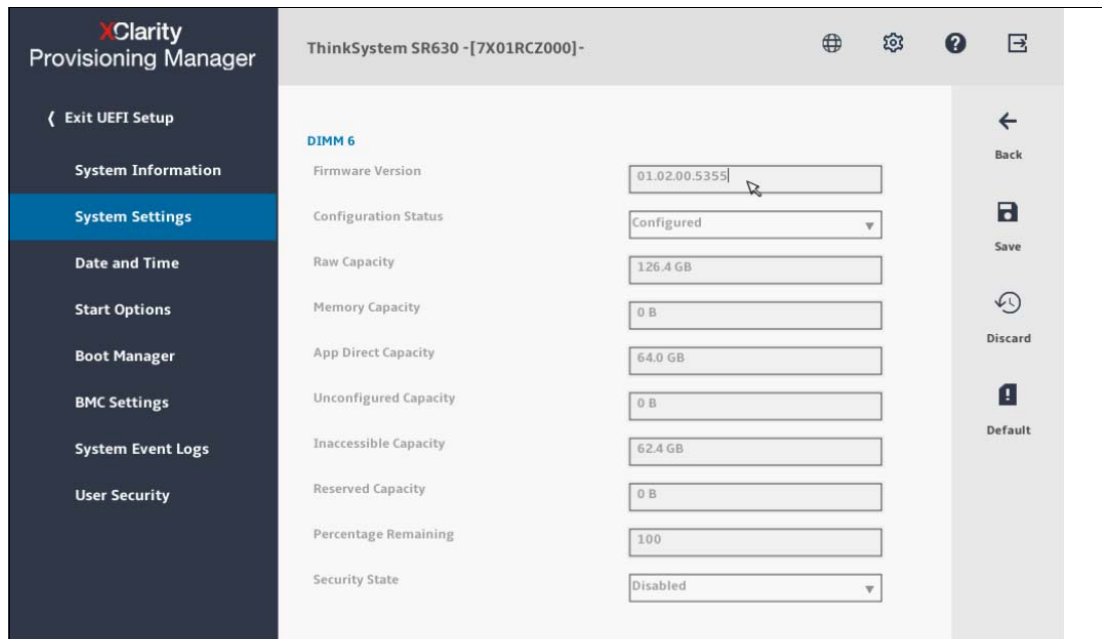 XClarity
Provisioning Manager
ThinkSystem SR630 -[7X01RCZ000]-
Exit UEFI Setup
System Information
System Settings
Date and Time
Start Options
Boot Manager
BMC Settings
System Event Logs
User Security
DIMM 6
Firmware Version 01.02.00.5355
Configuration Status Configured
Raw Capacity 126.4 GB
Memory Capacity 0 B
App Direct Capacity 64.0 GB
Unconfigured Capacity 0 B
Inaccessible Capacity 62.4 GB
Reserved Capacity 0 B
Percentage Remaining 100
Security State Disabled
Back
Save
Discard
Default